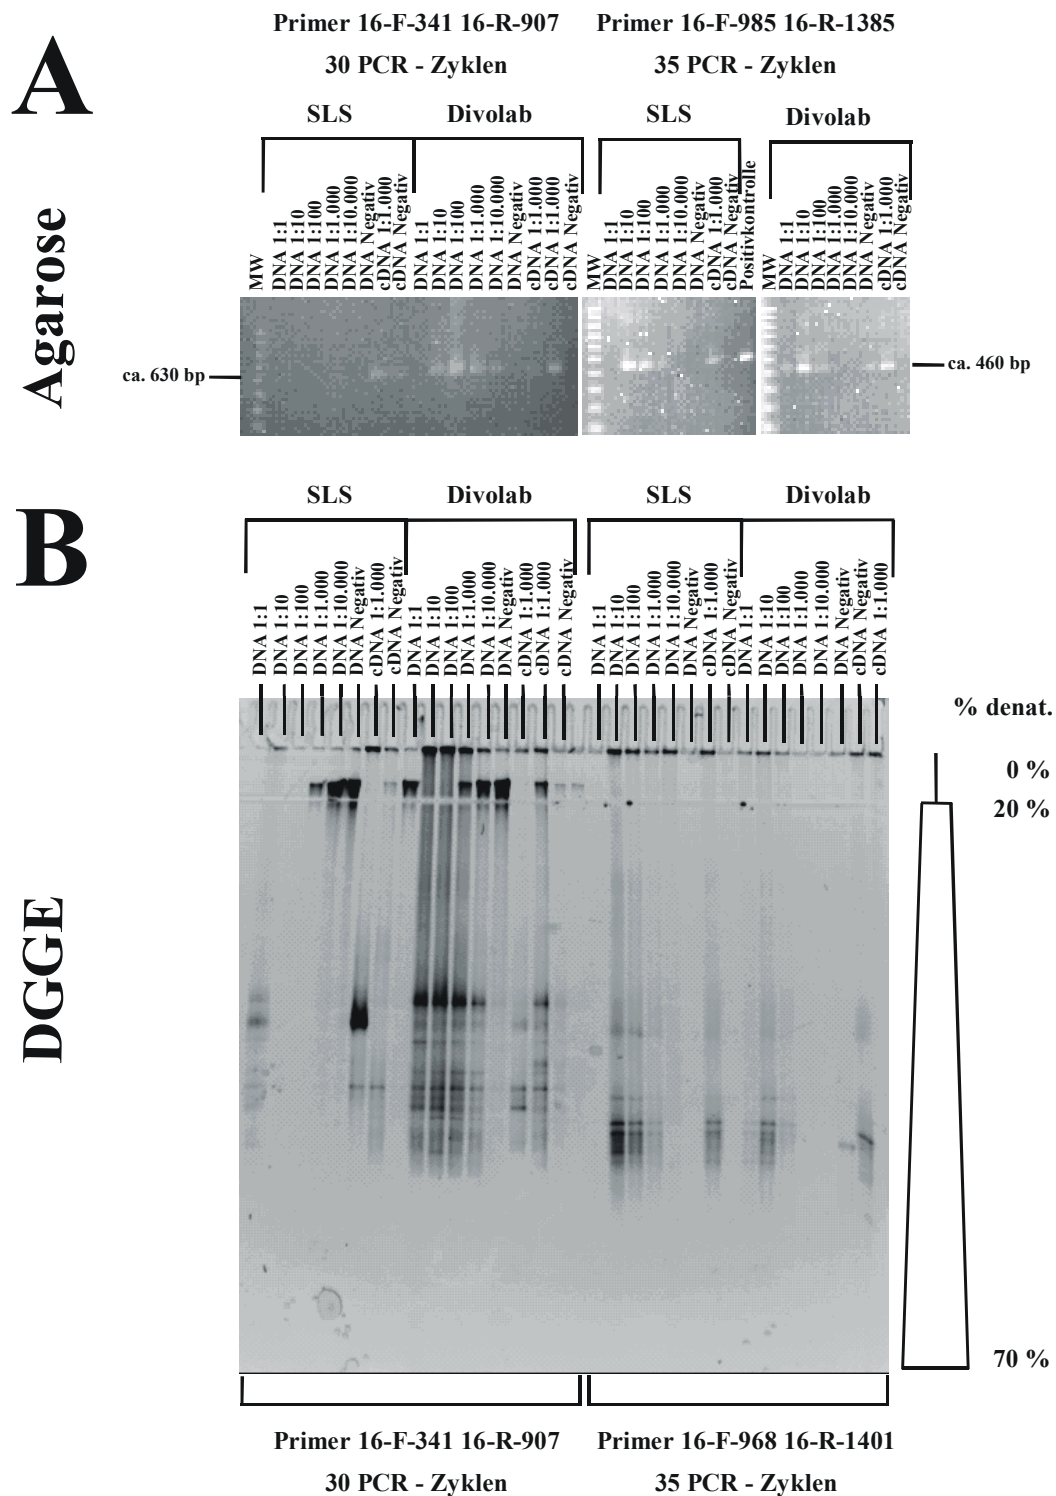 A
Primer 16-F-341 16-R-907
30 PCR - Zyklen
Primer 16-F-985 16-R-1385
35 PCR - Zyklen
SLS
Divolab
SLS
Divolab
Agarose
MW
DNA 1:1
DNA 1:10
DNA 1:100
DNA 1:1.000
DNA 1:10.000
DNA Negativ
cDNA 1:1.000
cDNA Negativ
DNA 1:1
DNA 1:10
DNA 1:100
DNA 1:1.000
DNA 1:10.000
DNA Negativ
cDNA 1:1.000
cDNA 1:1.000
cDNA Negativ
MW
DNA 1:1
DNA 1:10
DNA 1:100
DNA 1:1.000
DNA 1:10.000
DNA Negativ
cDNA 1:1.000
cDNA Negativ
Positivkontrolle
MW
DNA 1:1
DNA 1:10
DNA 1:100
DNA 1:1.000
DNA 1:10.000
DNA Negativ
cDNA 1:1.000
cDNA Negativ
ca. 630 bp
ca. 460 bp
B
SLS
Divolab
SLS
Divolab
DGGE
DNA 1:1
DNA 1:10
DNA 1:100
DNA 1:1.000
DNA 1:10.000
DNA Negativ
cDNA 1:1.000
cDNA Negativ
DNA 1:1
DNA 1:10
DNA 1:100
DNA 1:1.000
DNA 1:10.000
DNA Negativ
cDNA 1:1.000
cDNA 1:1.000
cDNA Negativ
DNA 1:1
DNA 1:10
DNA 1:100
DNA 1:1.000
DNA 1:10.000
DNA Negativ
cDNA 1:1.000
cDNA Negativ
DNA 1:1
DNA 1:10
DNA 1:100
DNA 1:1.000
DNA 1:10.000
DNA Negativ
cDNA Negativ
cDNA 1:1.000
% denat.
0 %
20 %
70 %
Primer 16-F-341 16-R-907
30 PCR - Zyklen
Primer 16-F-968 16-R-1401
35 PCR - Zyklen